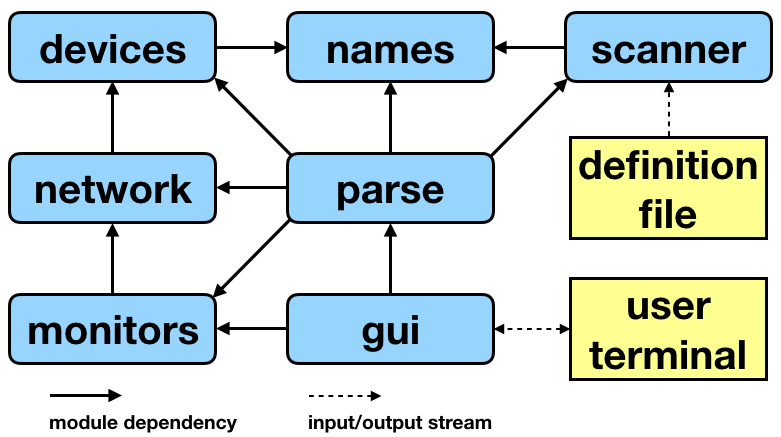 devices
names
scanner
network
parse
definition
file
monitors
gui
user
terminal
module dependency
input/output stream